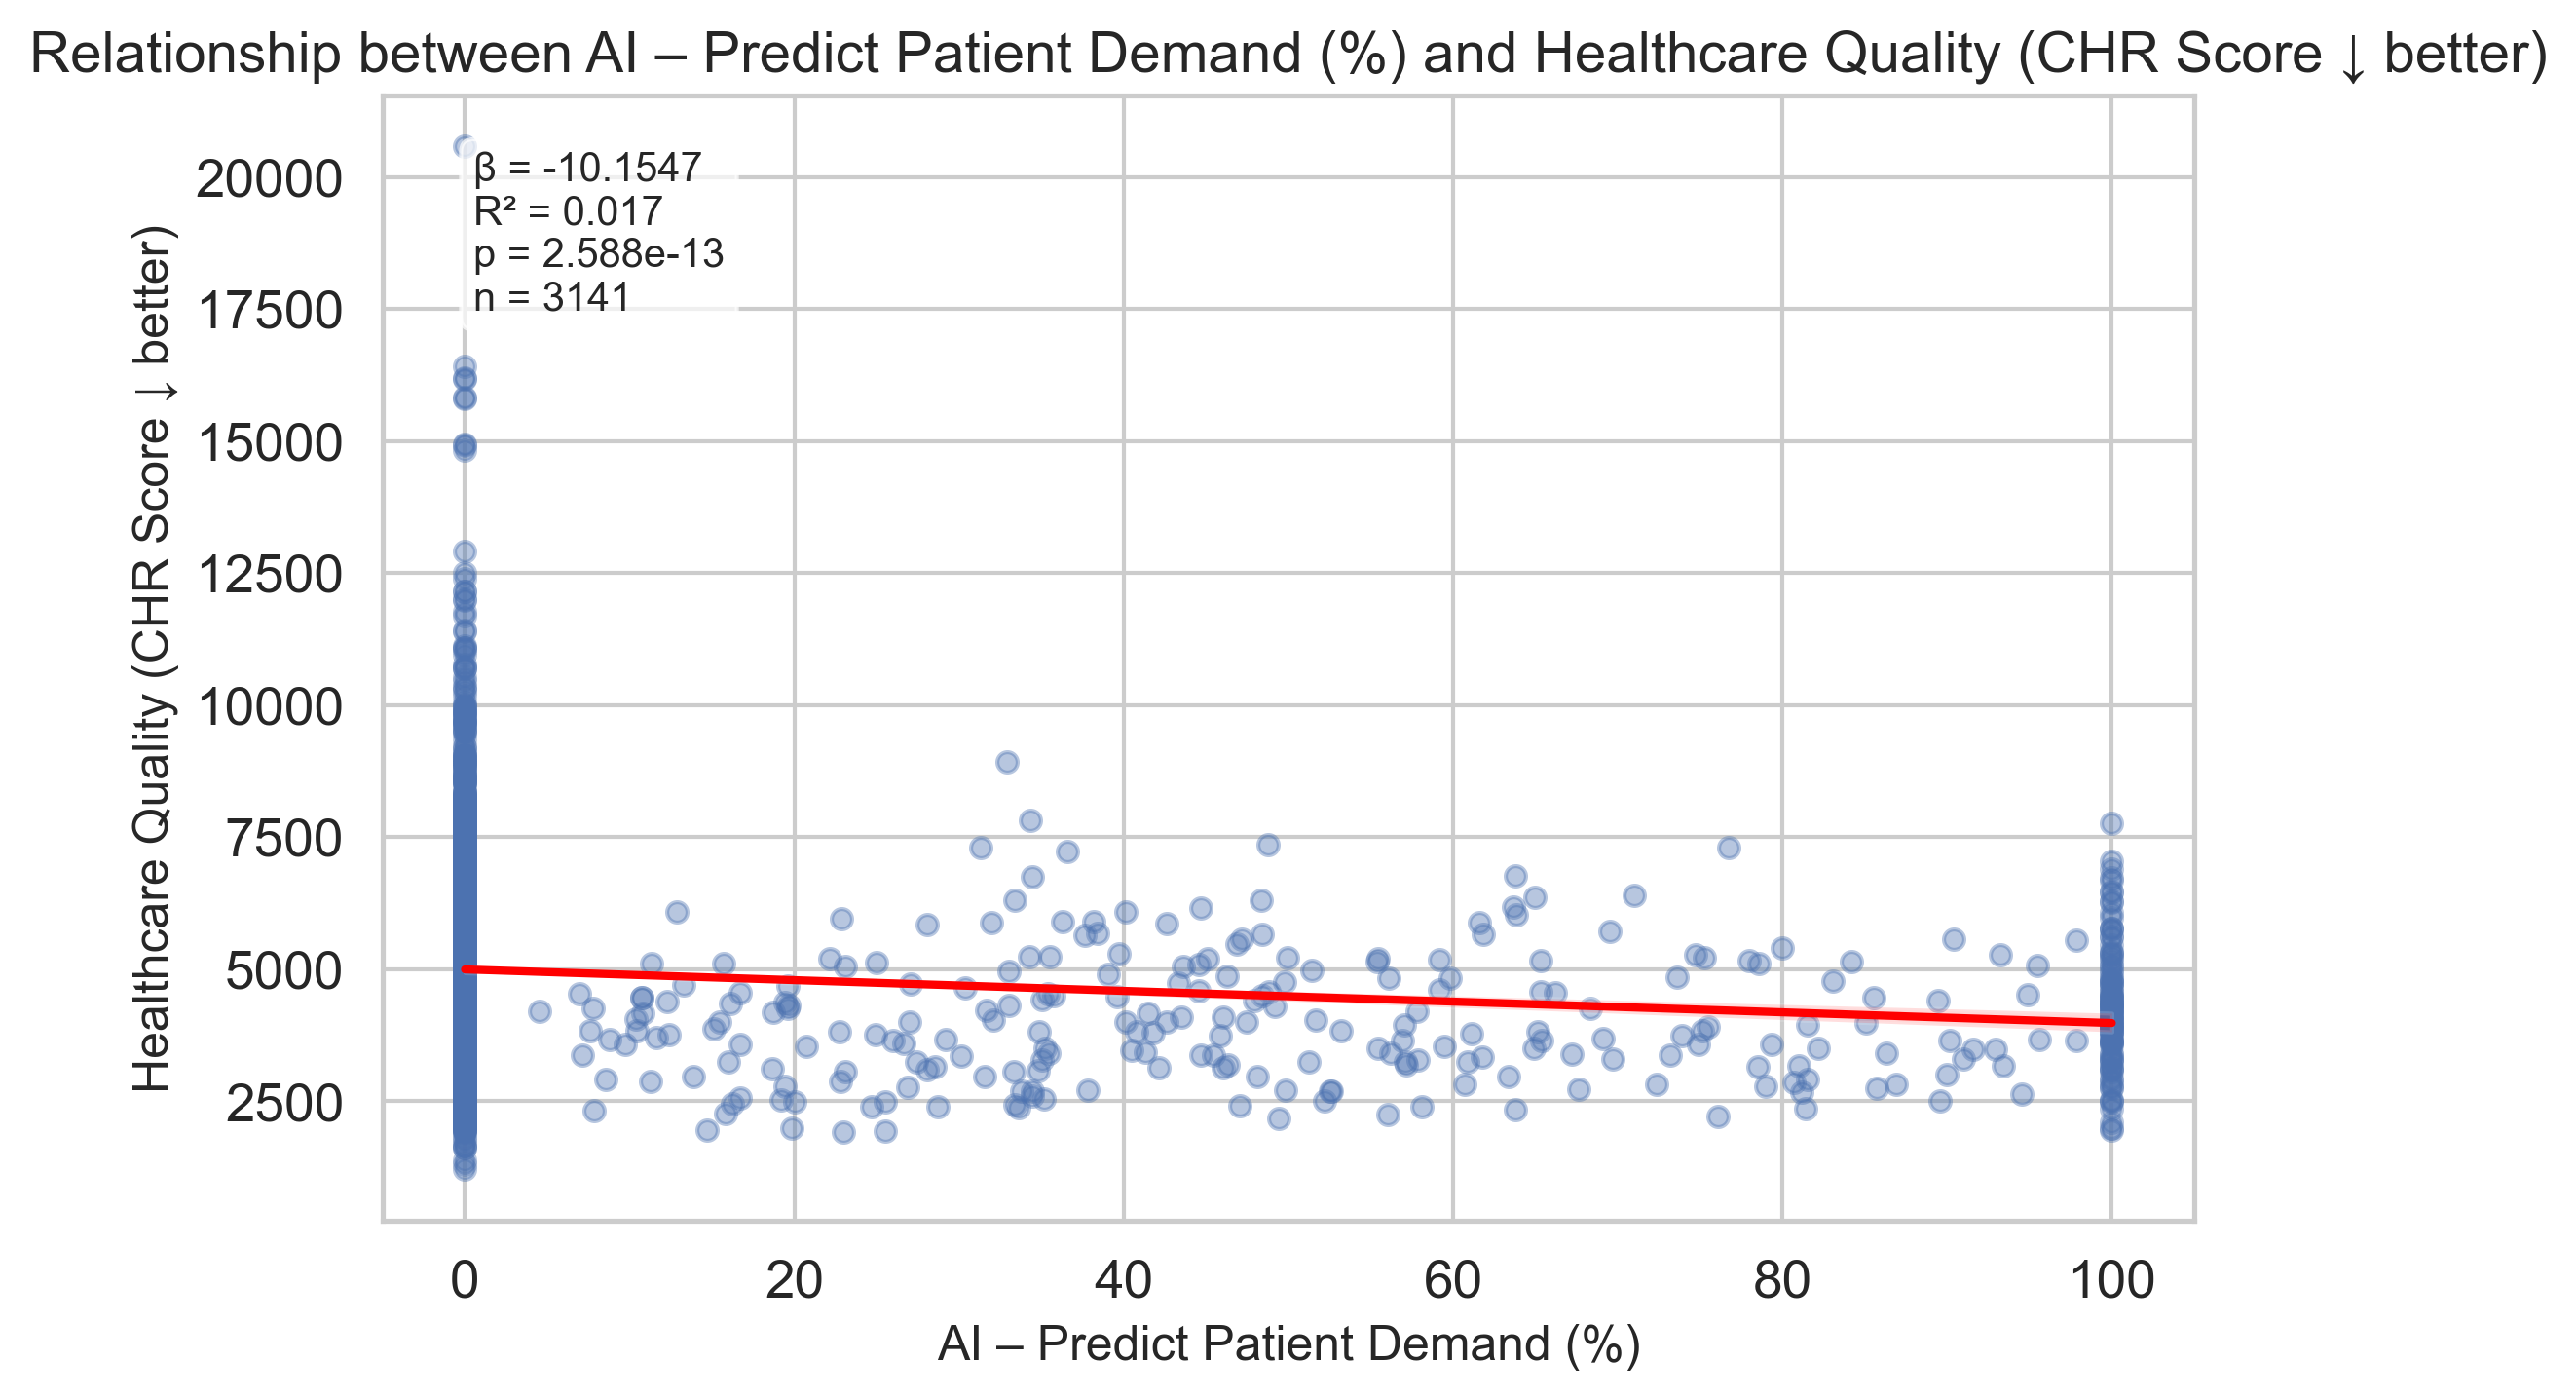 Relationship between AI – Predict Patient Demand (%) and Healthcare Quality (CHR Score ↓ better)
β = -10.1547
R² = 0.017
p = 2.588e-13
n = 3141
Healthcare Quality (CHR Score ↓ better)
20000
17500
15000
12500
10000
7500
5000
2500
0 20 40 60 80 100
AI – Predict Patient Demand (%)